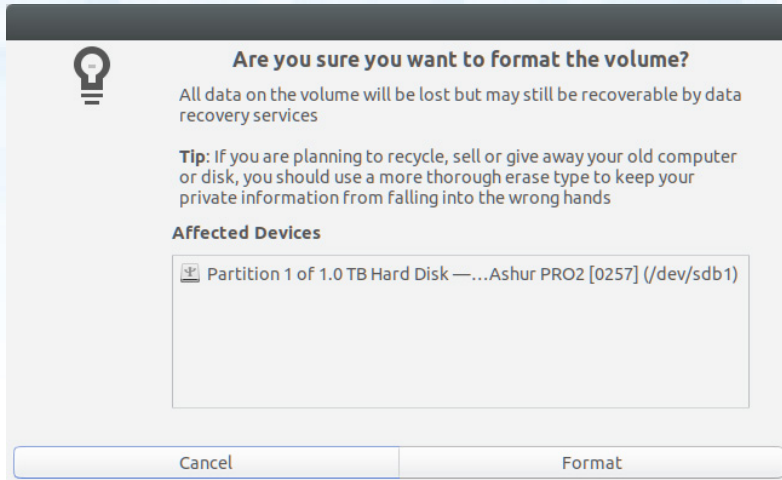 Are you sure you want to format the volume?
All data on the volume will be lost but may still be recoverable by data
recovery services
Tip: If you are planning to recycle, sell or give away your old computer
or disk, you should use a more thorough erase type to keep your
private information from falling into the wrong hands
Affected Devices
Partition 1 of 1.0 TB Hard Disk —…Ashur PRO2 [0257] (/dev/sdb1)
Cancel
Format